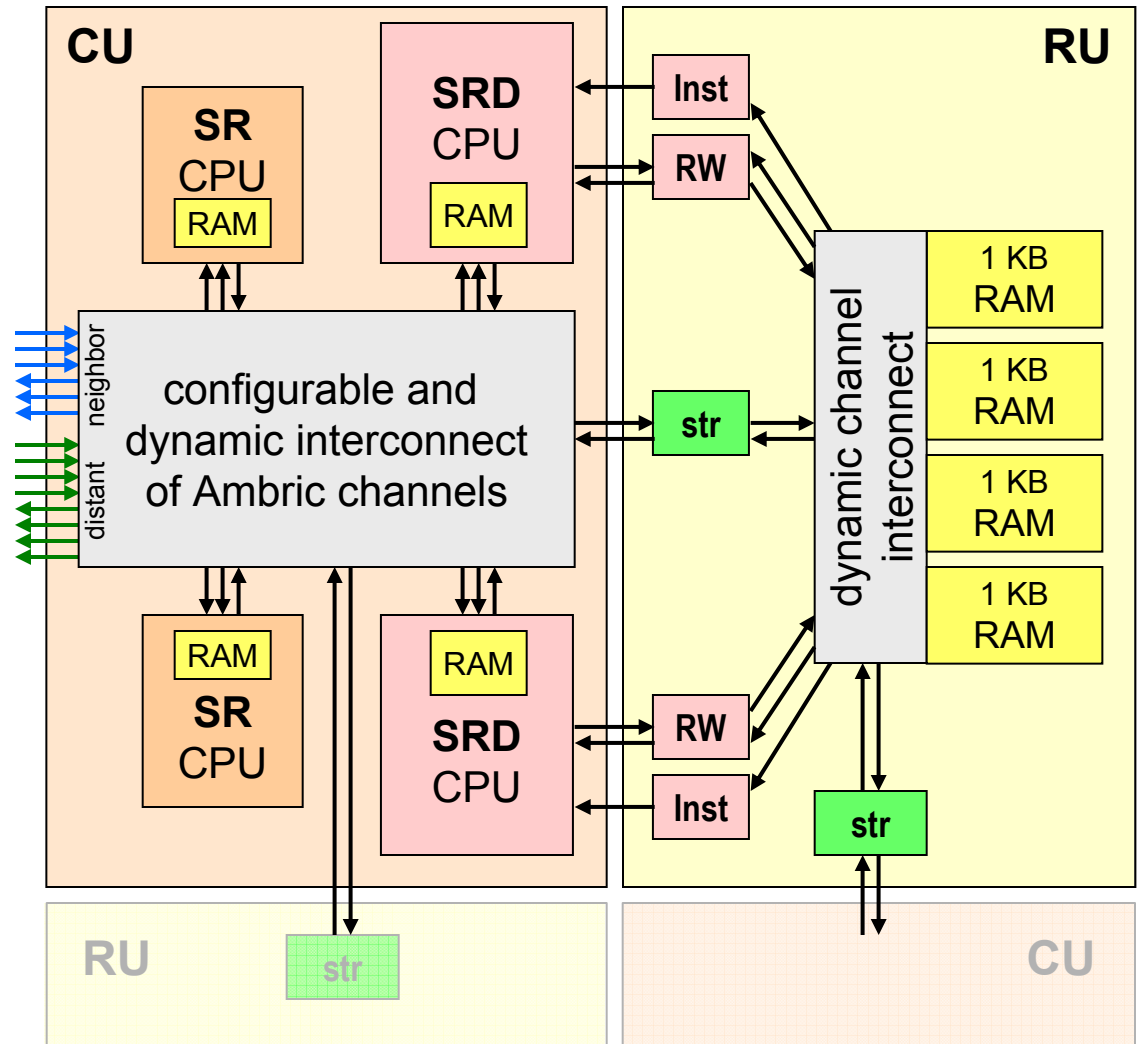 CU
SR
CPU
RAM
SRD
CPU
RAM
neighbor
distant
configurable and
dynamic interconnect
of Ambric channels
RAM
SR
CPU
RAM
SRD
CPU
RU
Inst
RW
str
dynamic channel
interconnect
1 KB
RAM
1 KB
RAM
1 KB
RAM
1 KB
RAM
RW
Inst
str
RU
str
CU